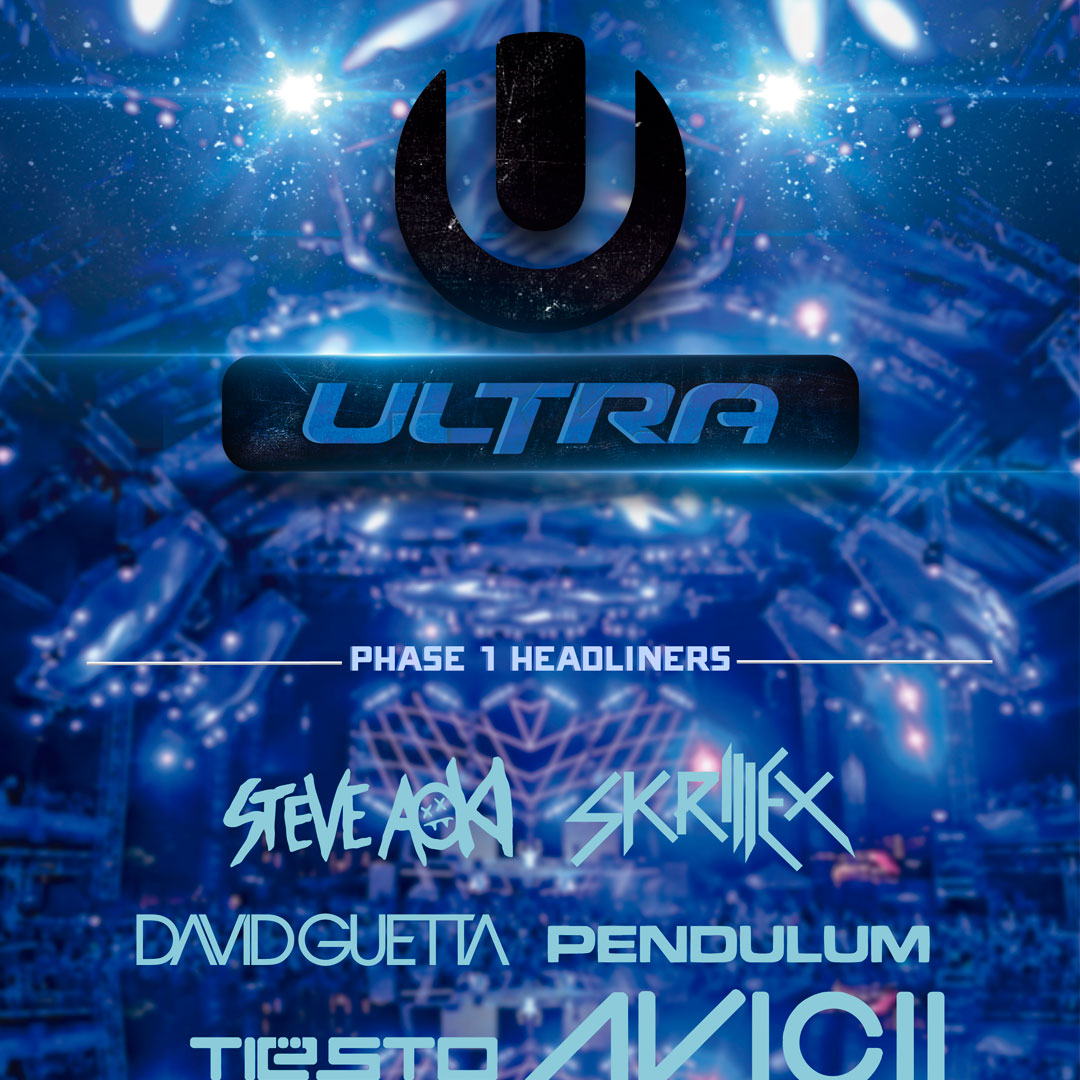 ULTRA
PHASE 1 HEADLINERS
STEVE AOKI SKRILLEX
DAVID GUETTA PENDULUM
TIËSTO AVICII